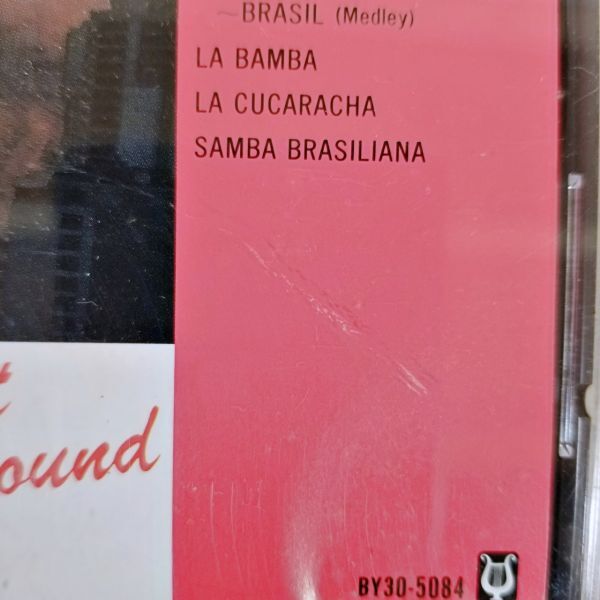 ~BRASIL (Medley)
LA BAMBA
LA CUCARACHA
SAMBA BRASILIANA
ound
BY30-5084